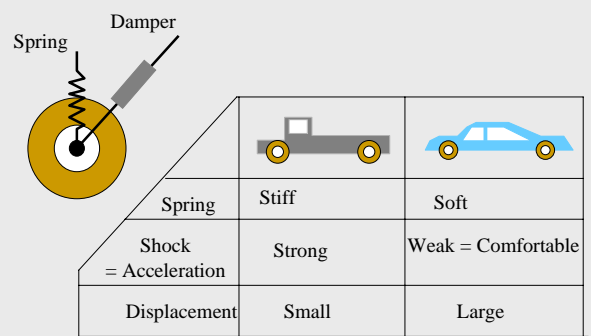 Damper
Spring
Spring
Stiff
Soft
Shock
= Acceleration
Strong
Weak = Comfortable
Displacement
Small
Large